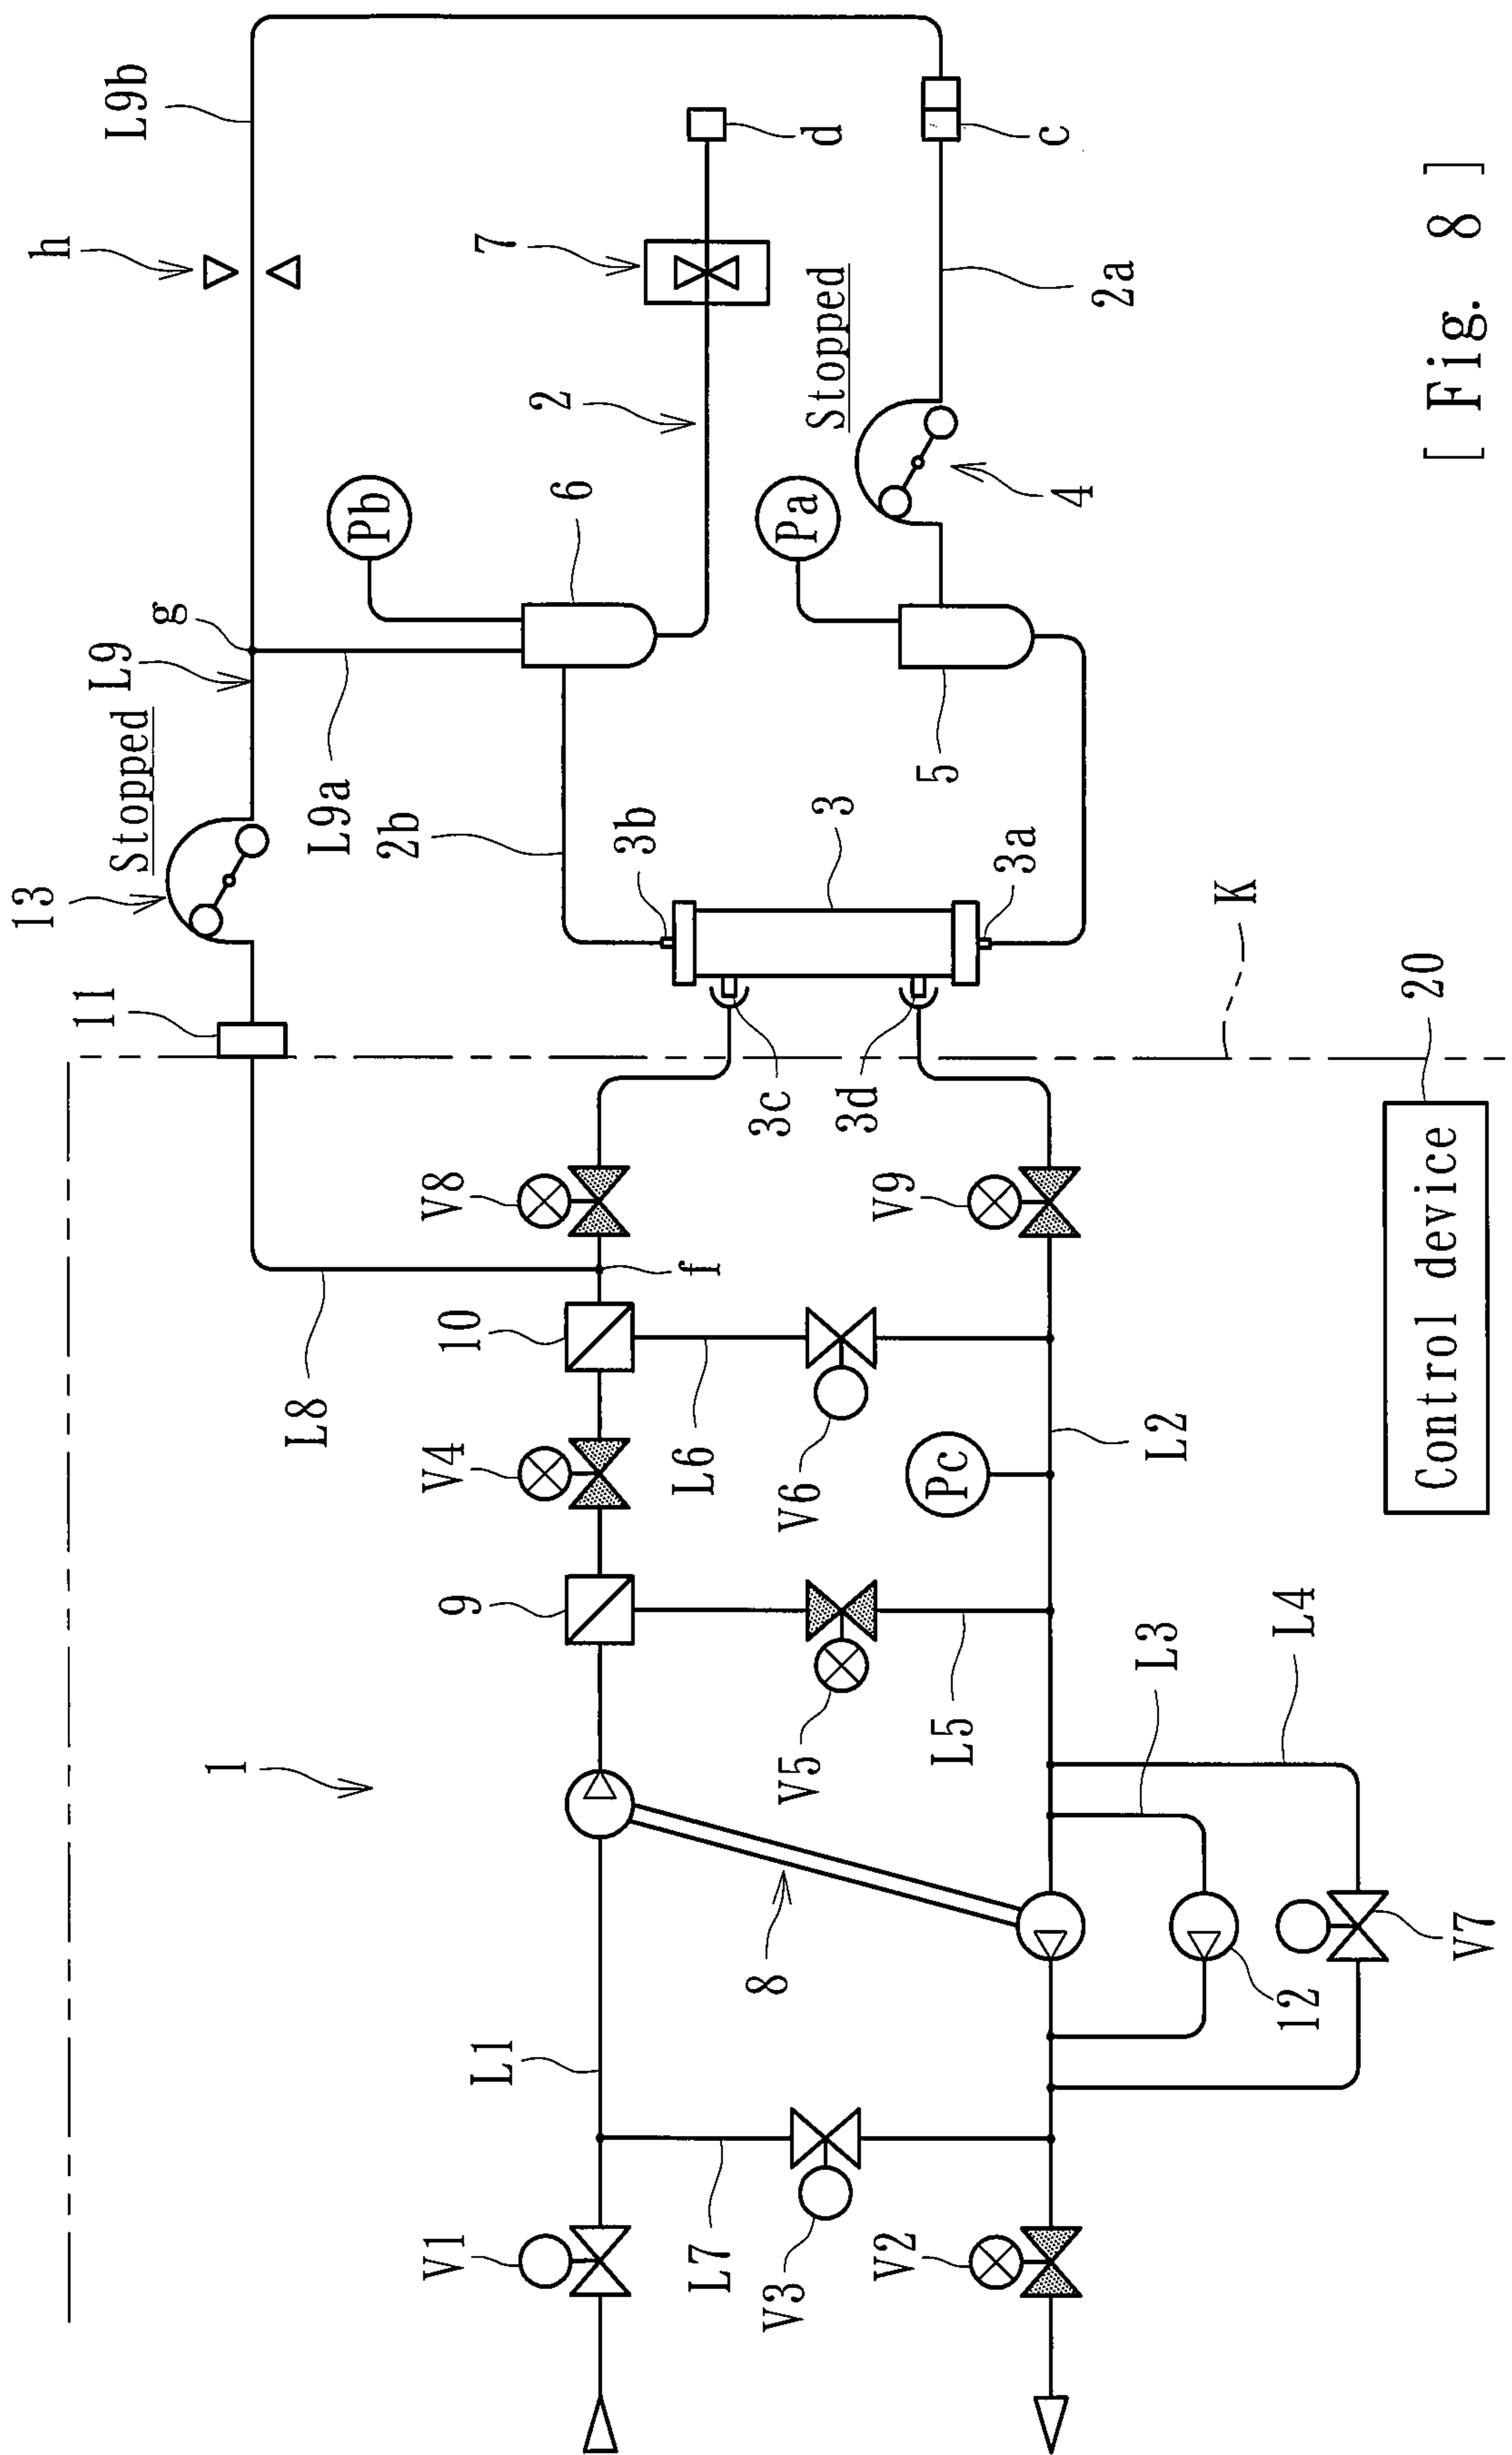 L9b
h
d
c
7
Stopped
2a
2
[ Fig. 8 ]
Pb
6
Pa
4
g
L9
Stopped
L9a
5
13
2b
3b
3
3a
K
11
20
3c
3d
V8
V9
f
Control device
10
L8
V4
L6
V6
Pc
L2
9
L3
L4
1
V5
L5
8
12
V7
L1
V1
L7
V3
V2